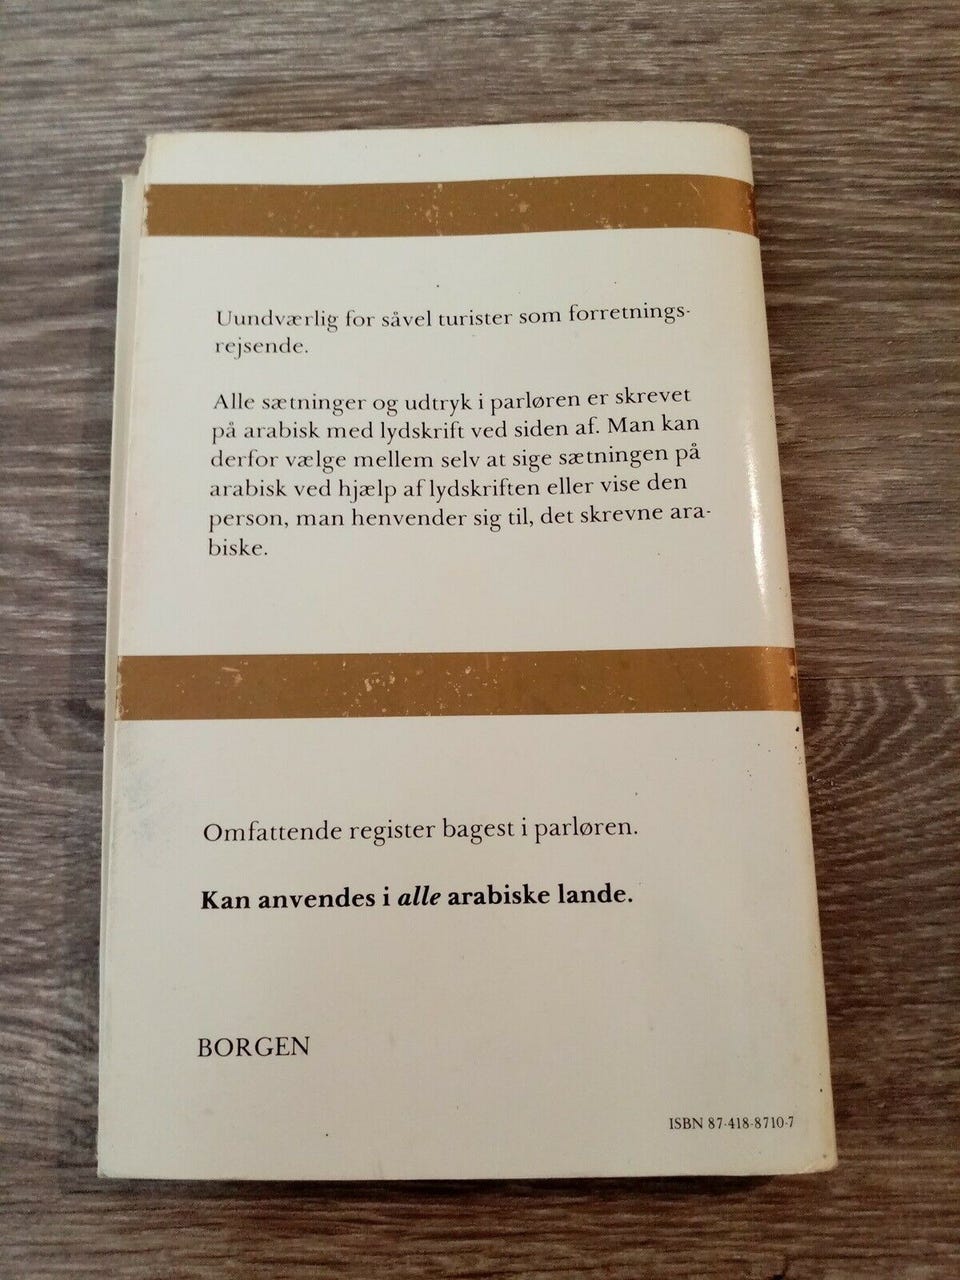 Uundværlig for såvel turister som forretnings-
rejsende.
Alle sætninger og udtryk i parløren er skrevet
på arabisk med lydskrift ved siden af. Man kan
derfor vælge mellem selv at sige sætningen på
arabisk ved hjælp af lydskriften eller vise den
person, man henvender sig til, det skrevne ara-
biske.
Omfattende register bagest i parløren.
Kan anvendes i alle arabiske lande.
BORGEN
ISBN 87-418-8710-7